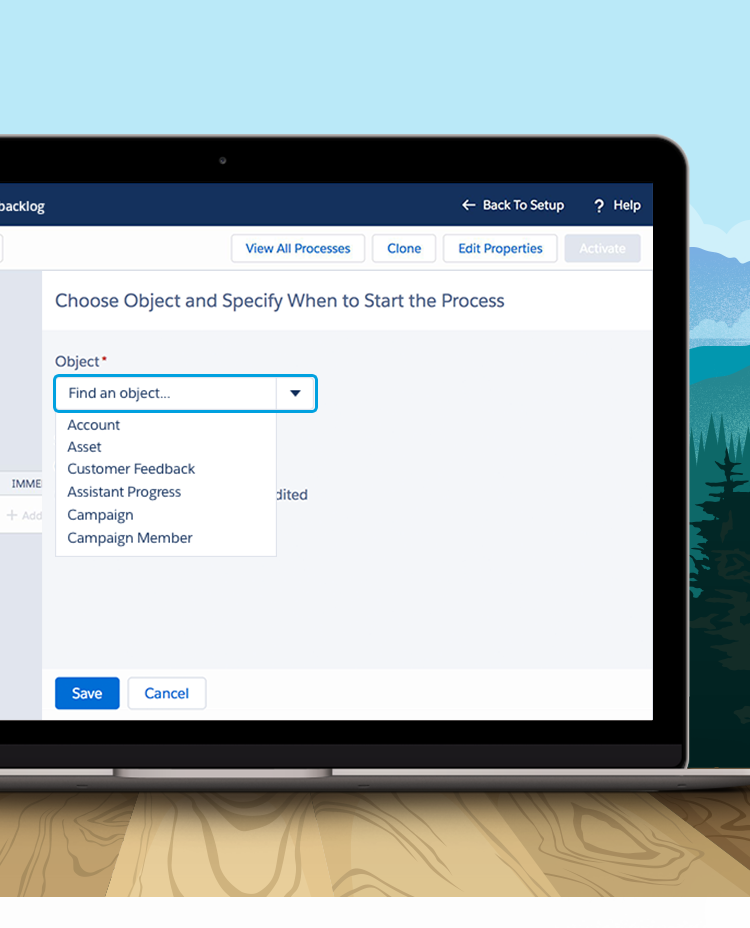 backlog
← Back To Setup
? Help
View All Processes
Clone
Edit Properties
Activate
Choose Object and Specify When to Start the Process
Object*
Find an object...
Account
Asset
Customer Feedback
Assistant Progress
Campaign
Campaign Member
IMME
+ Add
dited
Save
Cancel